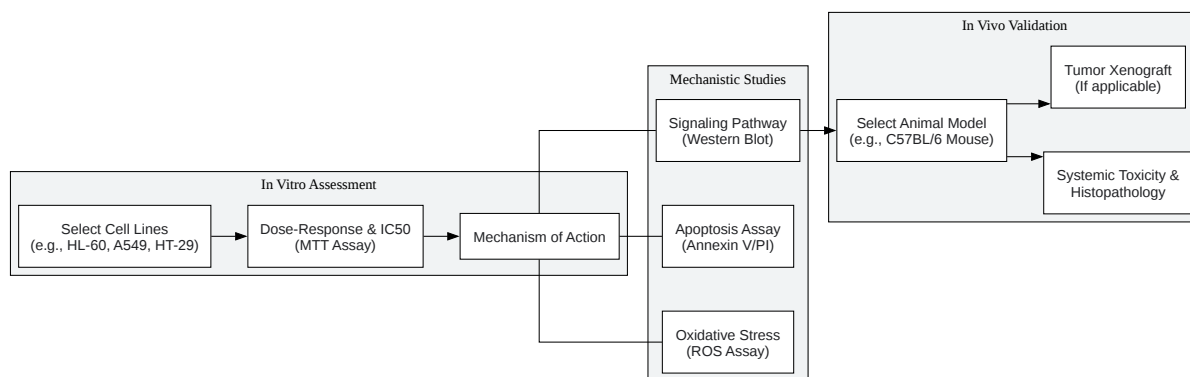 In Vitro Assessment
Select Cell Lines
(e.g., HL-60, A549, HT-29)
Dose-Response & IC50
(MTT Assay)
Mechanism of Action
Mechanistic Studies
Signaling Pathway
(Western Blot)
Apoptosis Assay
(Annexin V/PI)
Oxidative Stress
(ROS Assay)
In Vivo Validation
Select Animal Model
(e.g., C57BL/6 Mouse)
Tumor Xenograft
(If applicable)
Systemic Toxicity &
Histopathology